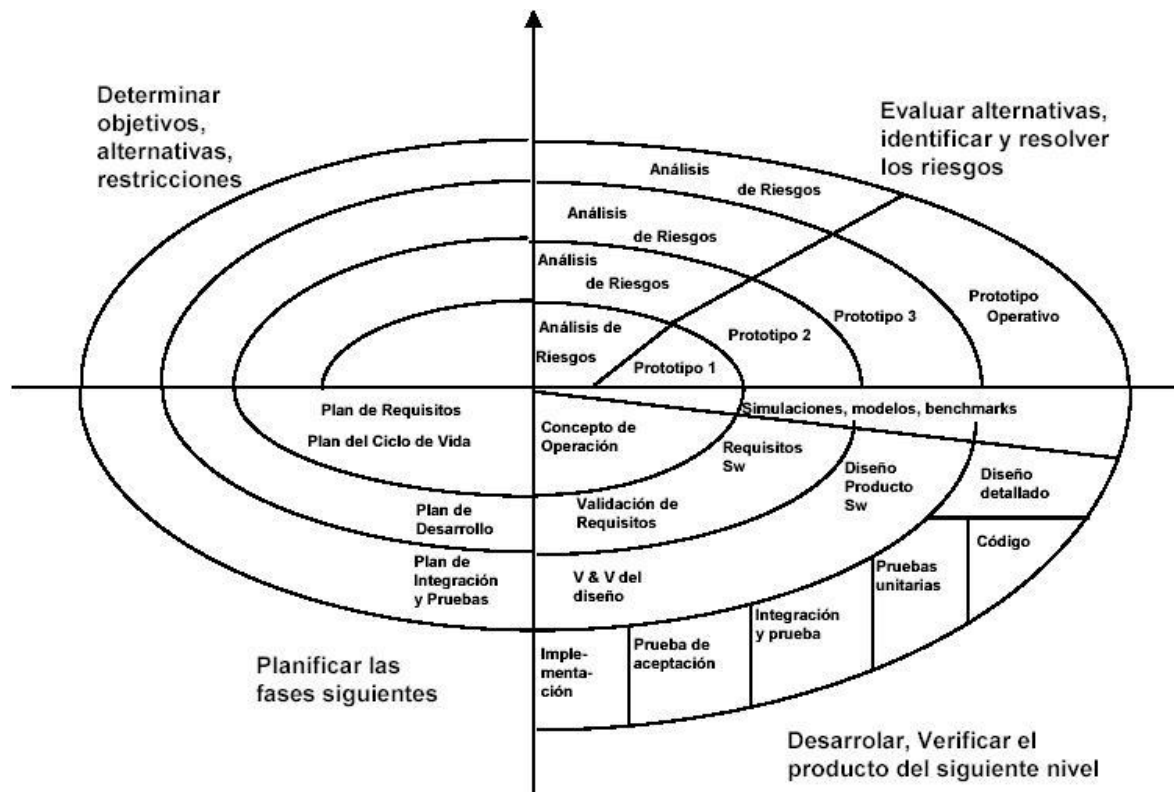 Determinar
objetivos,
alternativas,
restricciones
Evaluar alternativas,
identificar y resolver
los riesgos
Análisis
de Riesgos
Análisis
de Riesgos
Análisis
de Riesgos
Análisis de
Riesgos
Prototipo 1
Prototipo 2
Prototipo 3
Prototipo
Operativo
Simulaciones, modelos, benchmarks
Plan de Requisitos
Plan del Ciclo de Vida
Concepto de
Operación
Requisitos
Sw
Diseño
Producto
Sw
Diseño
detallado
Plan de
Desarrollo
Validación de
Requisitos
Código
Plan de
Integración
y Pruebas
V & V del
diseño
Pruebas
unitarias
Integración
y prueba
Prueba de
aceptación
Imple-
menta-
ción
Planificar las
fases siguientes
Desarrolar, Verificar el
producto del siguiente nivel